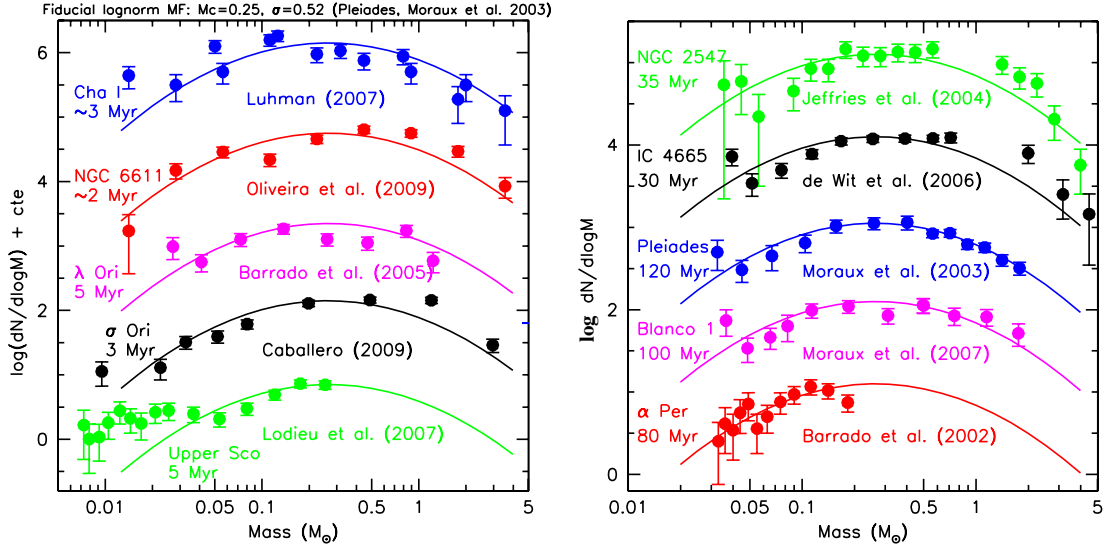 Fiducial lognorm MF: Mc=0.25, σ=0.52 (Pleiades, Moraux et al. 2003)
log(dN/dlogM) + cte
6
4
2
0
Cha I
~3 Myr
Luhman (2007)
NGC 6611
~2 Myr
Oliveira et al. (2009)
λ Ori
5 Myr
Barrado et al. (2005)
σ Ori
3 Myr
Caballero (2009)
Upper Sco
5 Myr
Lodieu et al. (2007)
0.01 0.05 0.1 0.5 1 5
Mass (M⊙)
log dN/dlogM
4
2
0
NGC 2547
35 Myr
Jeffries et al. (2004)
IC 4665
30 Myr
de Wit et al. (2006)
Pleiades
120 Myr
Moraux et al. (2003)
Blanco 1
100 Myr
Moraux et al. (2007)
α Per
80 Myr
Barrado et al. (2002)
0.01 0.05 0.1 0.5 1 5
Mass (M⊙)